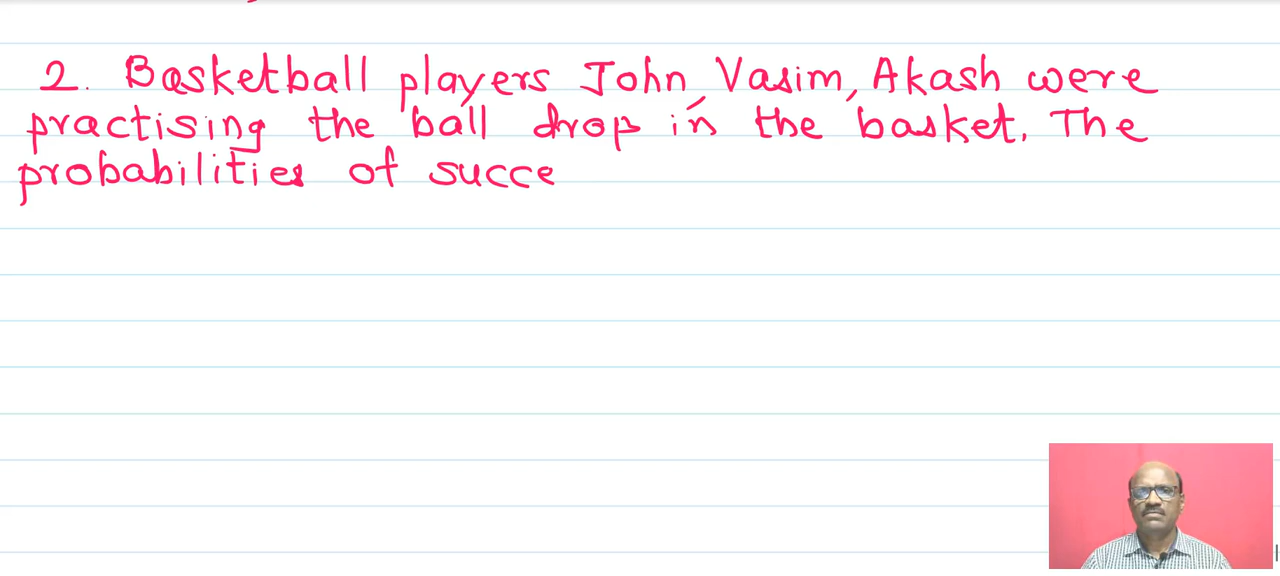 2. Basketball players John, Vasim, Akash were
practising the ball drop in the basket. The
probabilities of succe